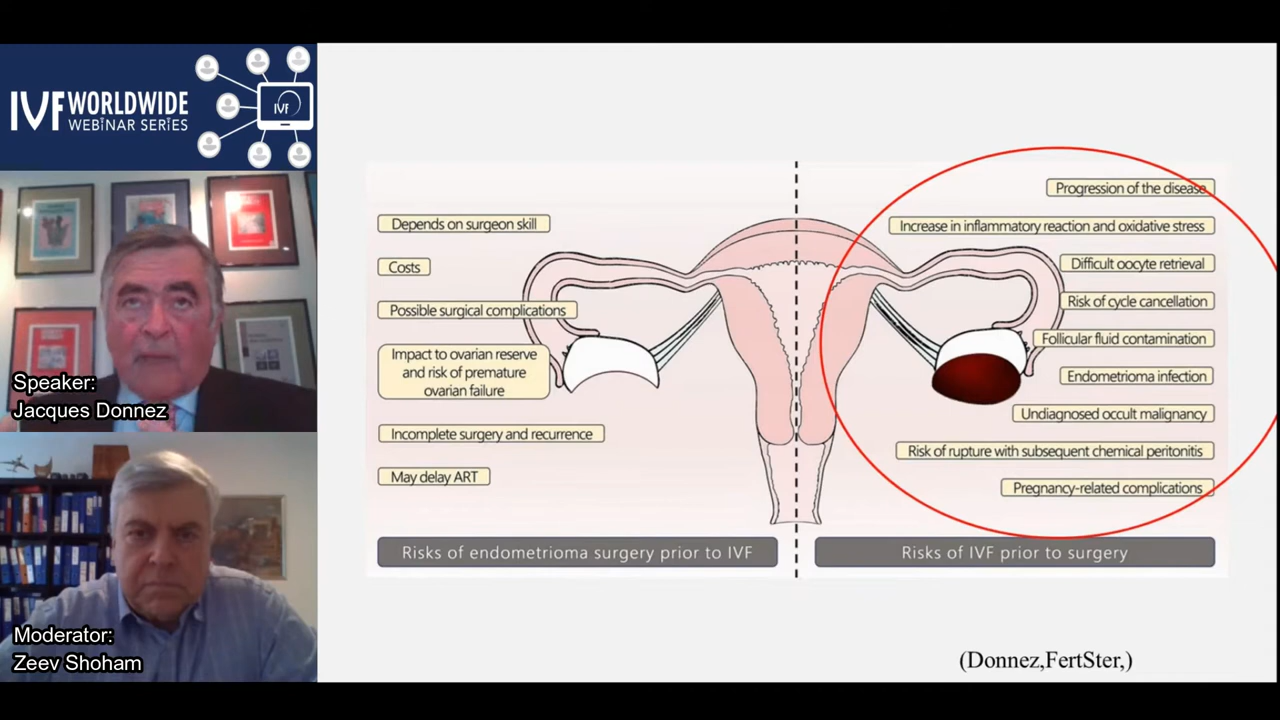 IVF WORLDWIDE
WEBINAR SERIES
IVF
Speaker:
Jacques Donnez
Moderator:
Zeev Shoham
Depends on surgeon skill
Costs
Possible surgical complications
Impact to ovarian reserve
and risk of premature
ovarian failure
Incomplete surgery and recurrence
May delay ART
Risks of endometrioma surgery prior to IVF
Progression of the disease
Increase in inflammatory reaction and oxidative stress
Difficult oocyte retrieval
Risk of cycle cancellation
Follicular fluid contamination
Endometrioma infection
Undiagnosed occult malignancy
Risk of rupture with subsequent chemical peritonitis
Pregnancy-related complications
Risks of IVF prior to surgery
(Donnez,FertSter,)